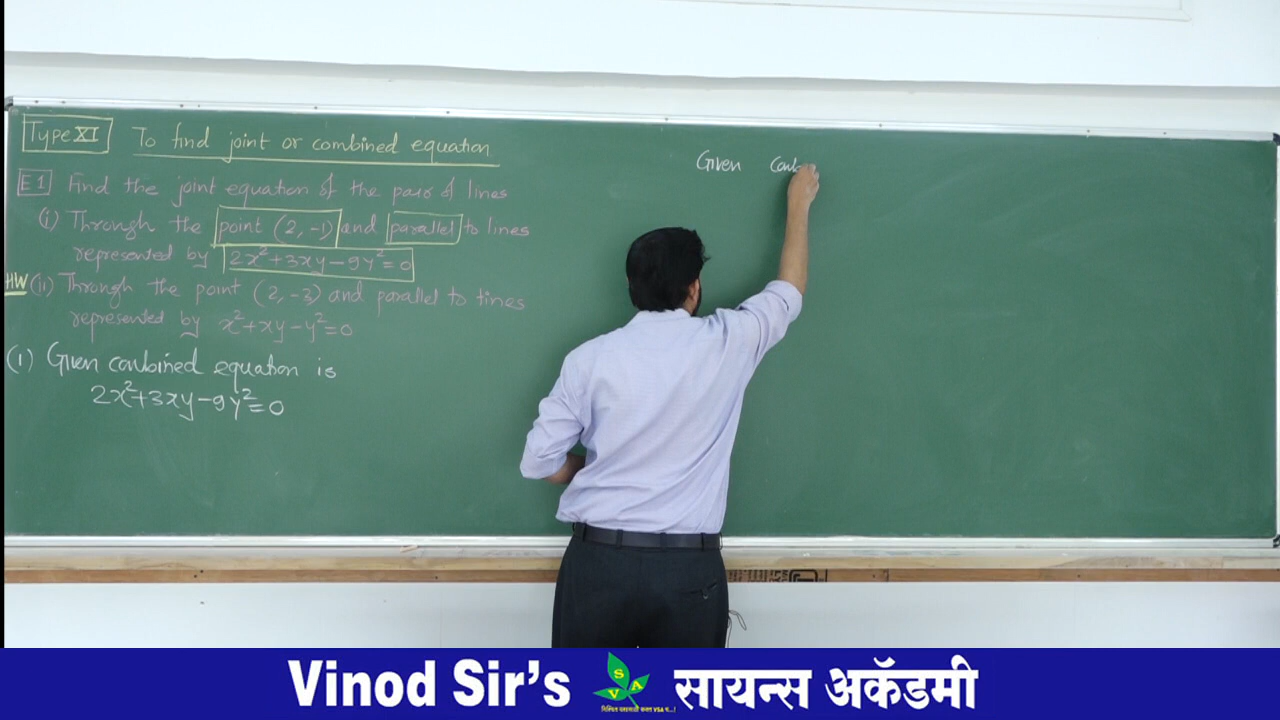 Type XI To find joint or combined equation
E1 Find the joint equation of the pair of lines
(i) Through the point (2, -1) and parallel to lines
represented by 2x²+3xy-9y²=0
HW (ii) Through the point (2, -3) and parallel to lines
represented by x²+xy-y²=0
(1) Given combined equation is
2x²+3xy-9y²=0
Given Comb
Vinod Sir's SVA सायन्स अकॅडमी